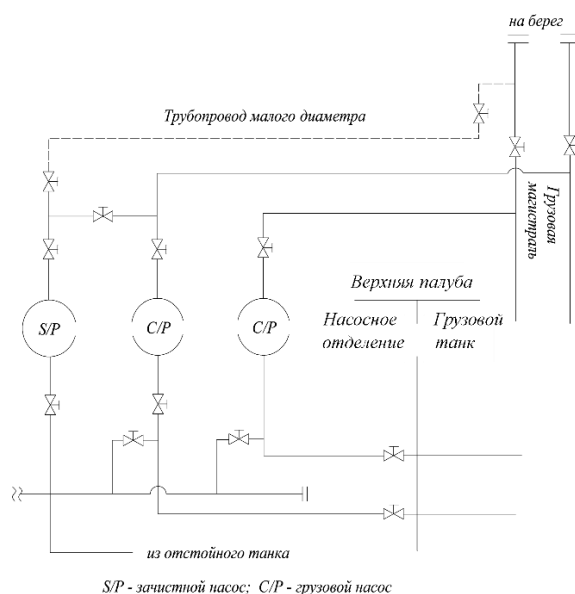 на берег
Трубопровод малого диаметра
Грузовая
магистраль
Верхняя палуба
Насосное
отделение
Грузовой
танк
S/P
C/P
C/P
из отстойного танка
S/P - зачистной насос; C/P - грузовой насос